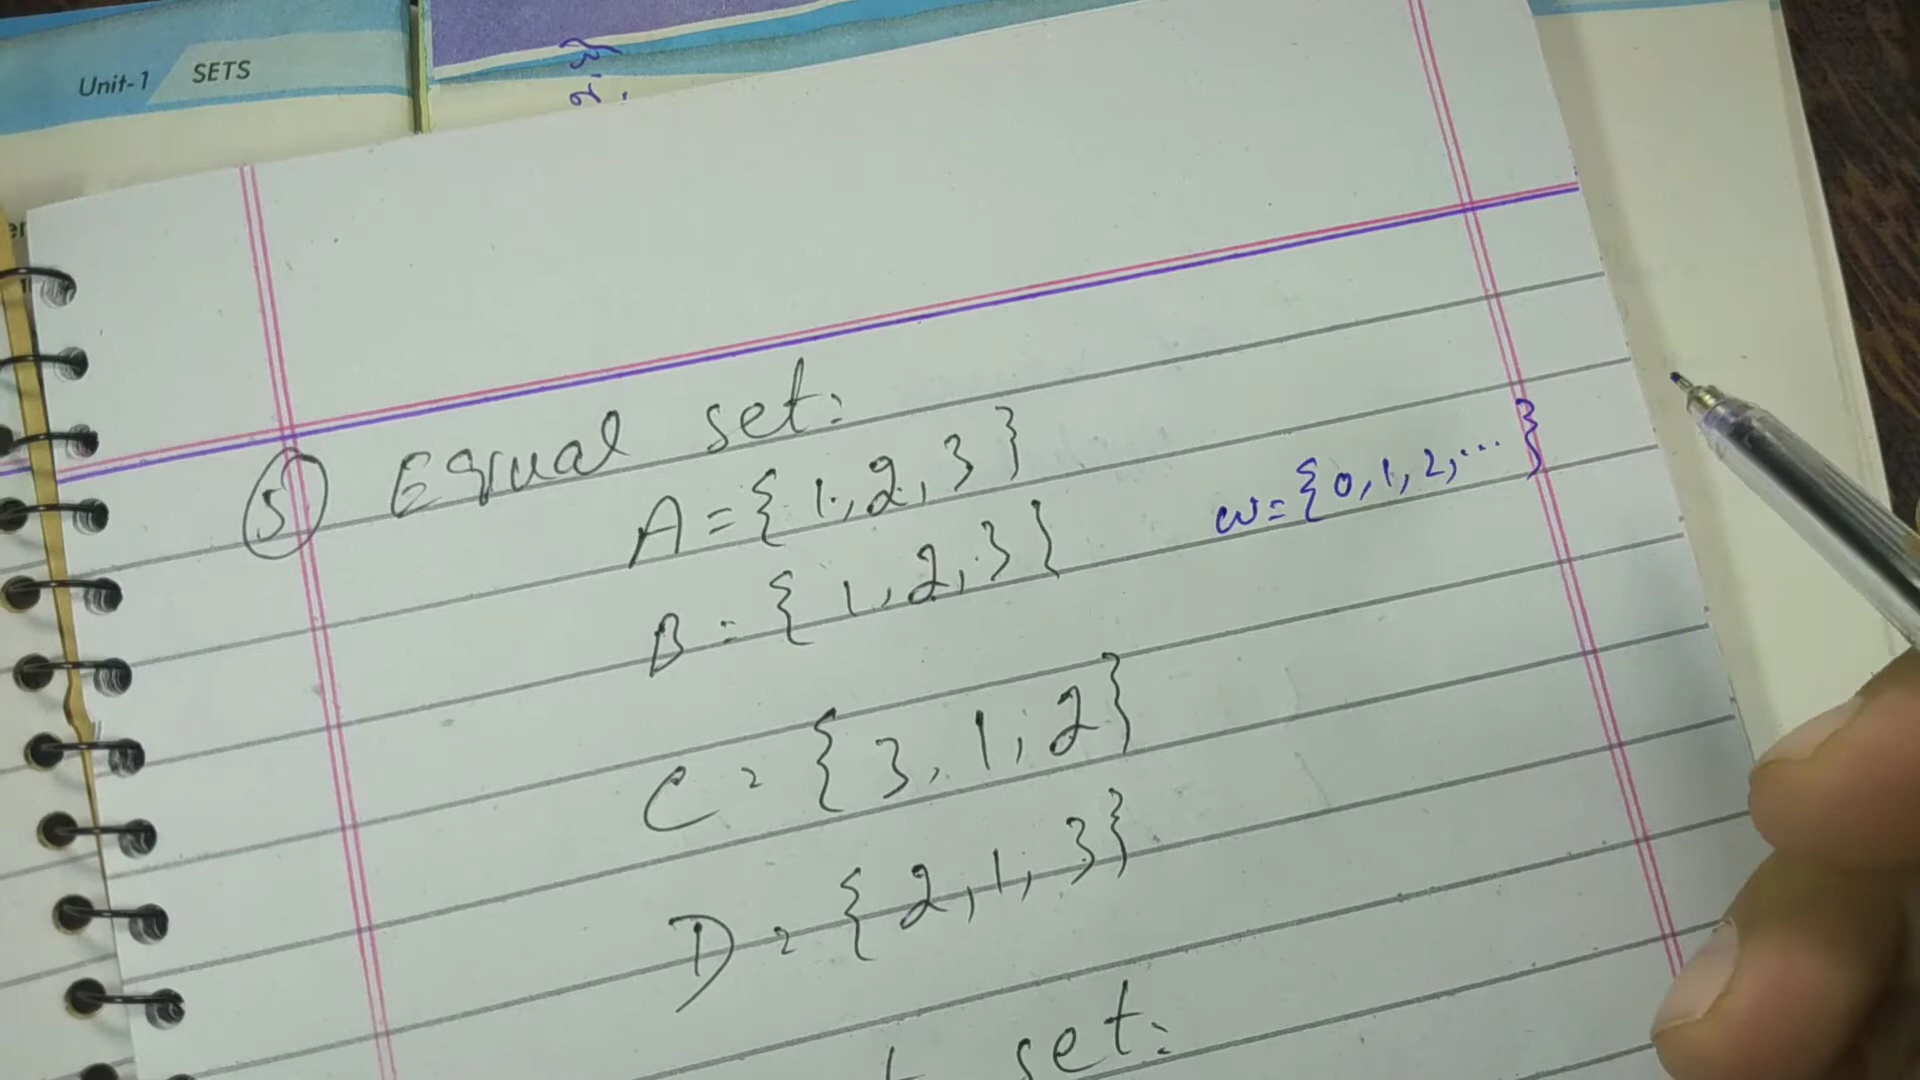 Unit-1 SETS
⑤ Equal set:
A = { 1, 2, 3 }
w = { 0, 1, 2, ... }
B = { 1, 2, 3 }
C = { 3, 1, 2 }
D = { 2, 1, 3 }
set: